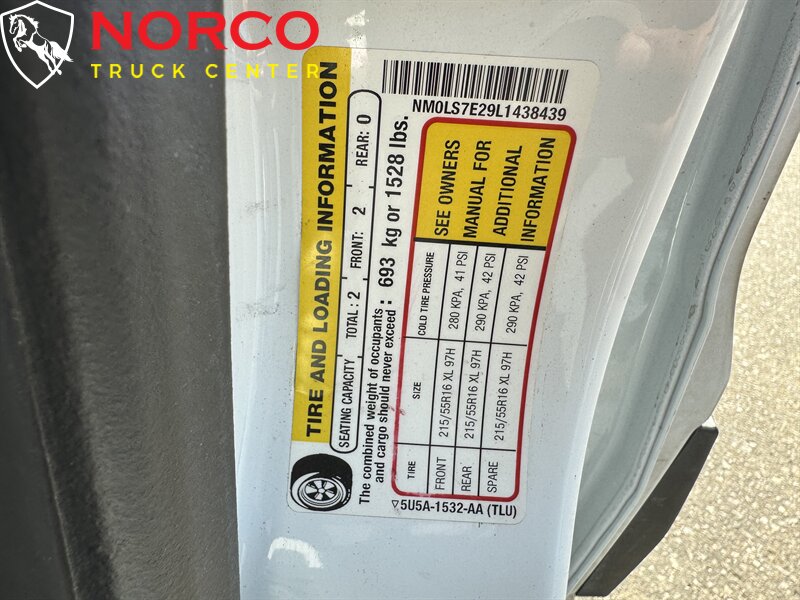 NORCO
TRUCK CENTER
TIRE AND LOADING INFORMATION
SEATING CAPACITY TOTAL: 2 FRONT: 2 REAR: 0
The combined weight of occupants
and cargo should never exceed : 693 kg or 1528 lbs.
NM0LS7E29L1438439
TIRE SIZE COLD TIRE PRESSURE
FRONT 215/55R16 XL 97H 280 KPA, 41 PSI
REAR 215/55R16 XL 97H 290 KPA, 42 PSI
SPARE 215/55R16 XL 97H 290 KPA, 42 PSI
SEE OWNERS
MANUAL FOR
ADDITIONAL
INFORMATION
▽5U5A-1532-AA (TLU)